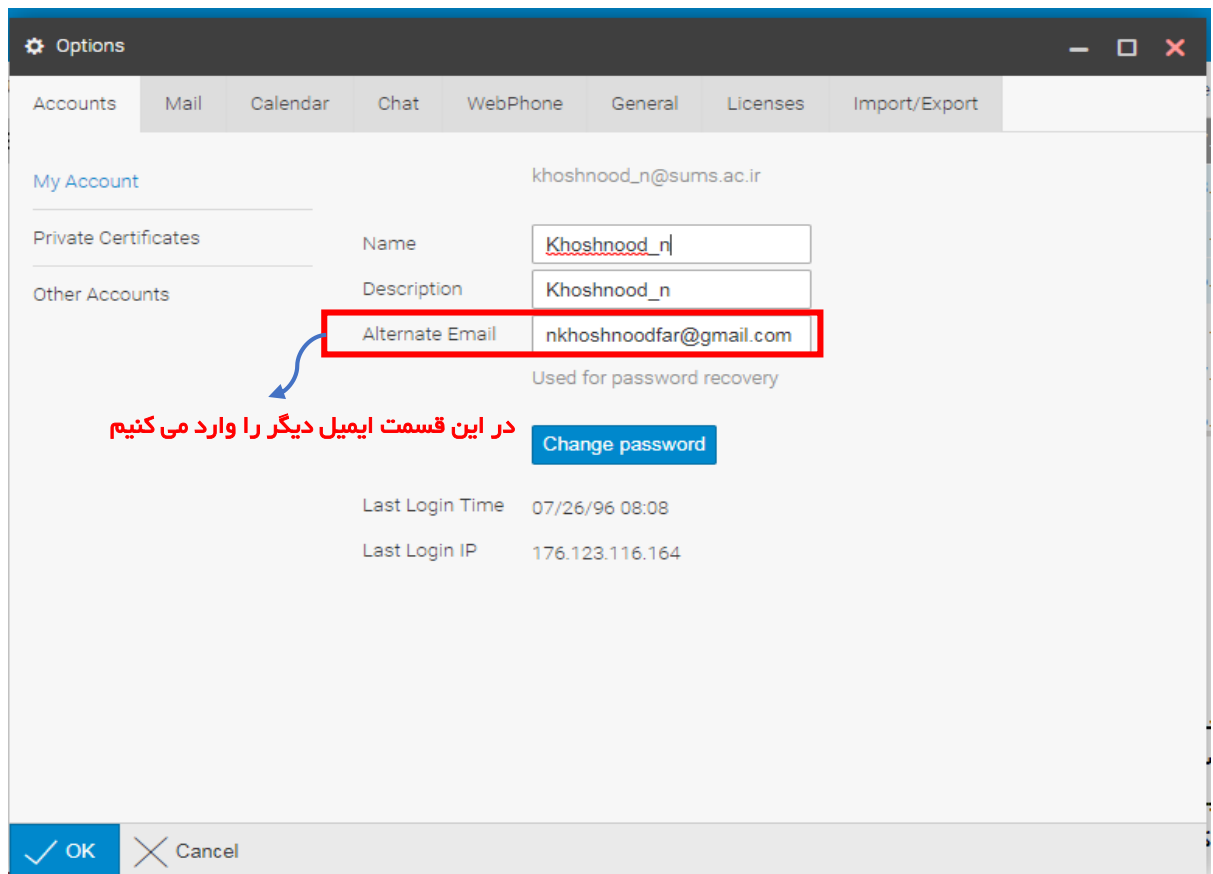 Options
Accounts Mail Calendar Chat WebPhone General Licenses Import/Export
My Account
Private Certificates
Other Accounts
khoshnood_n@sums.ac.ir
Name Khoshnood_n
Description Khoshnood_n
Alternate Email nkhoshnoodfar@gmail.com
Used for password recovery
در این قسمت ایمیل دیگر را وارد می کنیم
Change password
Last Login Time 07/26/96 08:08
Last Login IP 176.123.116.164
OK Cancel